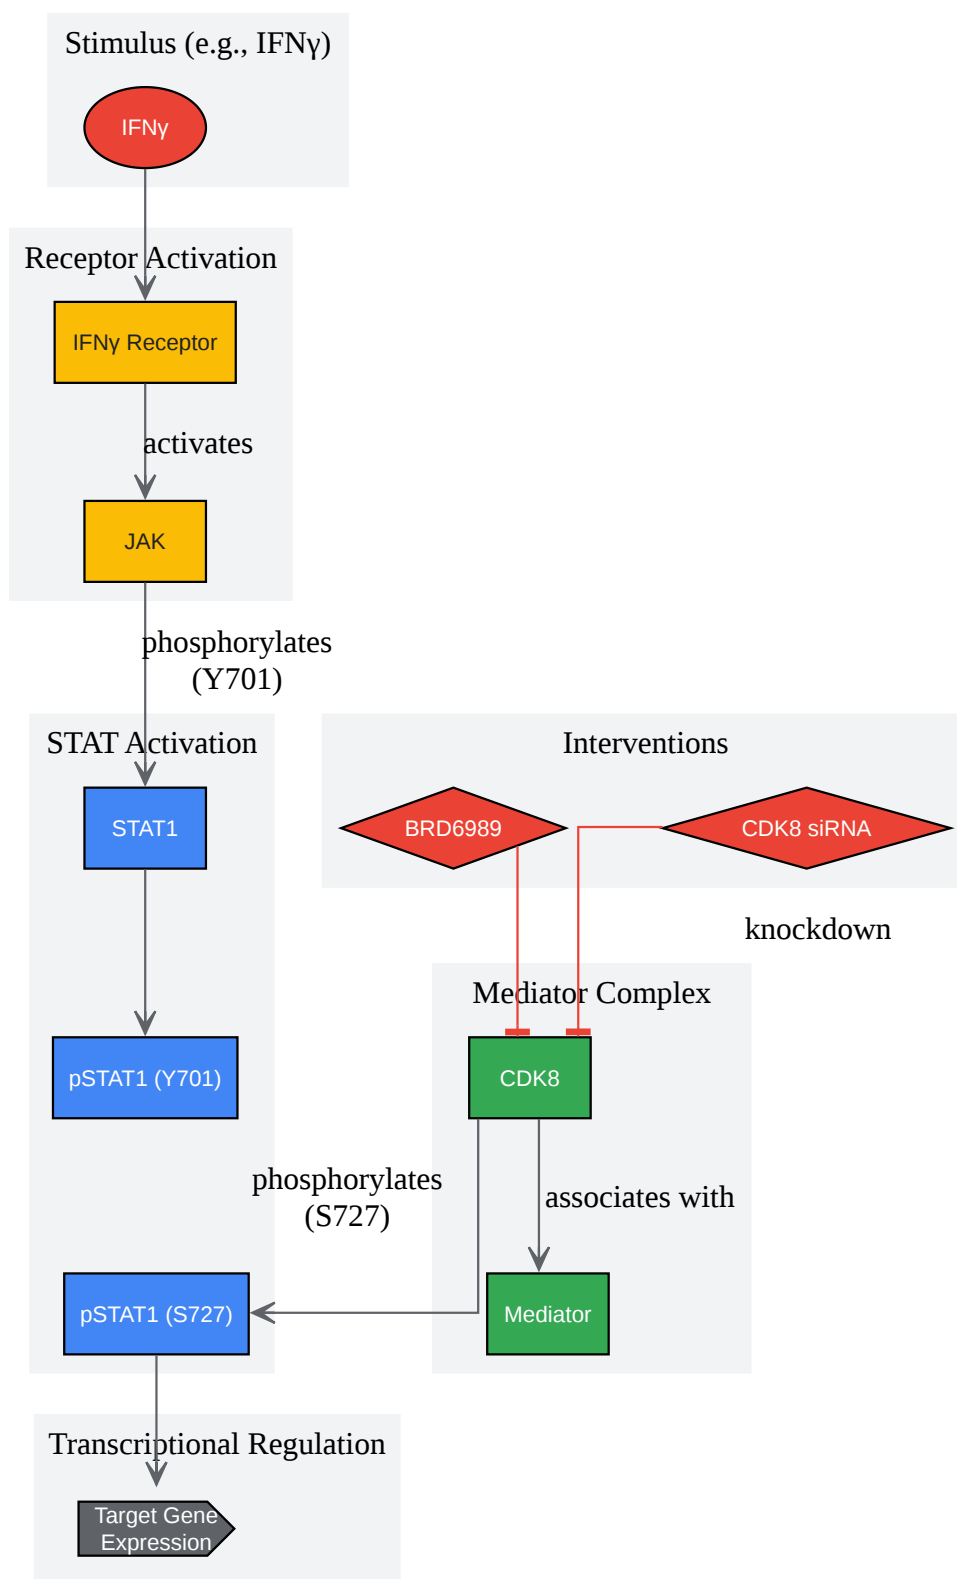 Stimulus (e.g., IFNγ)
IFNγ
Receptor Activation
IFNγ Receptor
activates
JAK
phosphorylates
(Y701)
STAT Activation
Interventions
STAT1
BRD6989
CDK8 siRNA
knockdown
Mediator Complex
pSTAT1 (Y701)
CDK8
phosphorylates
(S727)
associates with
pSTAT1 (S727)
Mediator
Transcriptional Regulation
Target Gene
Expression